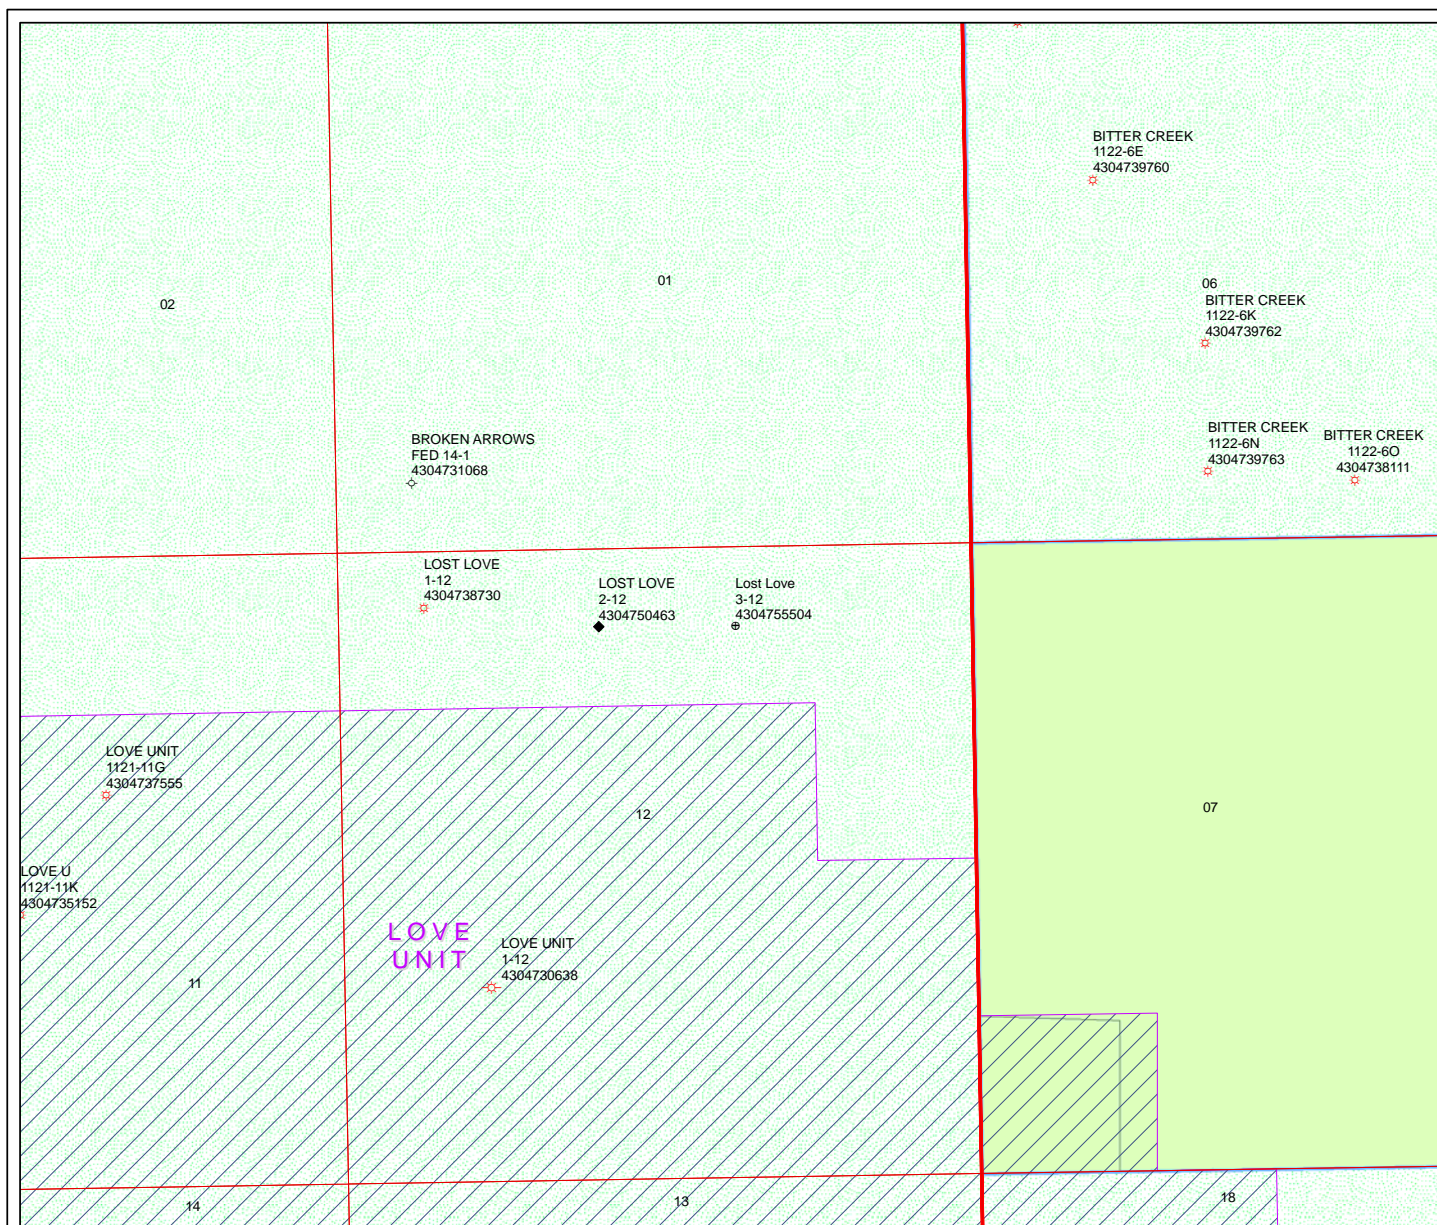 BITTER CREEK
1122-6E
4304739760
01
02
06
BITTER CREEK
1122-6K
4304739762
BROKEN ARROWS
FED 14-1
4304731068
BITTER CREEK
1122-6N
4304739763
BITTER CREEK
1122-6O
4304738111
LOST LOVE
1-12
4304738730
LOST LOVE
2-12
4304750463
Lost Love
3-12
4304755504
LOVE UNIT
1121-11G
4304737555
12
07
LOVE U
1121-11K
4304735152
LOVE
UNIT
LOVE UNIT
1-12
4304730638
11
14
13
18